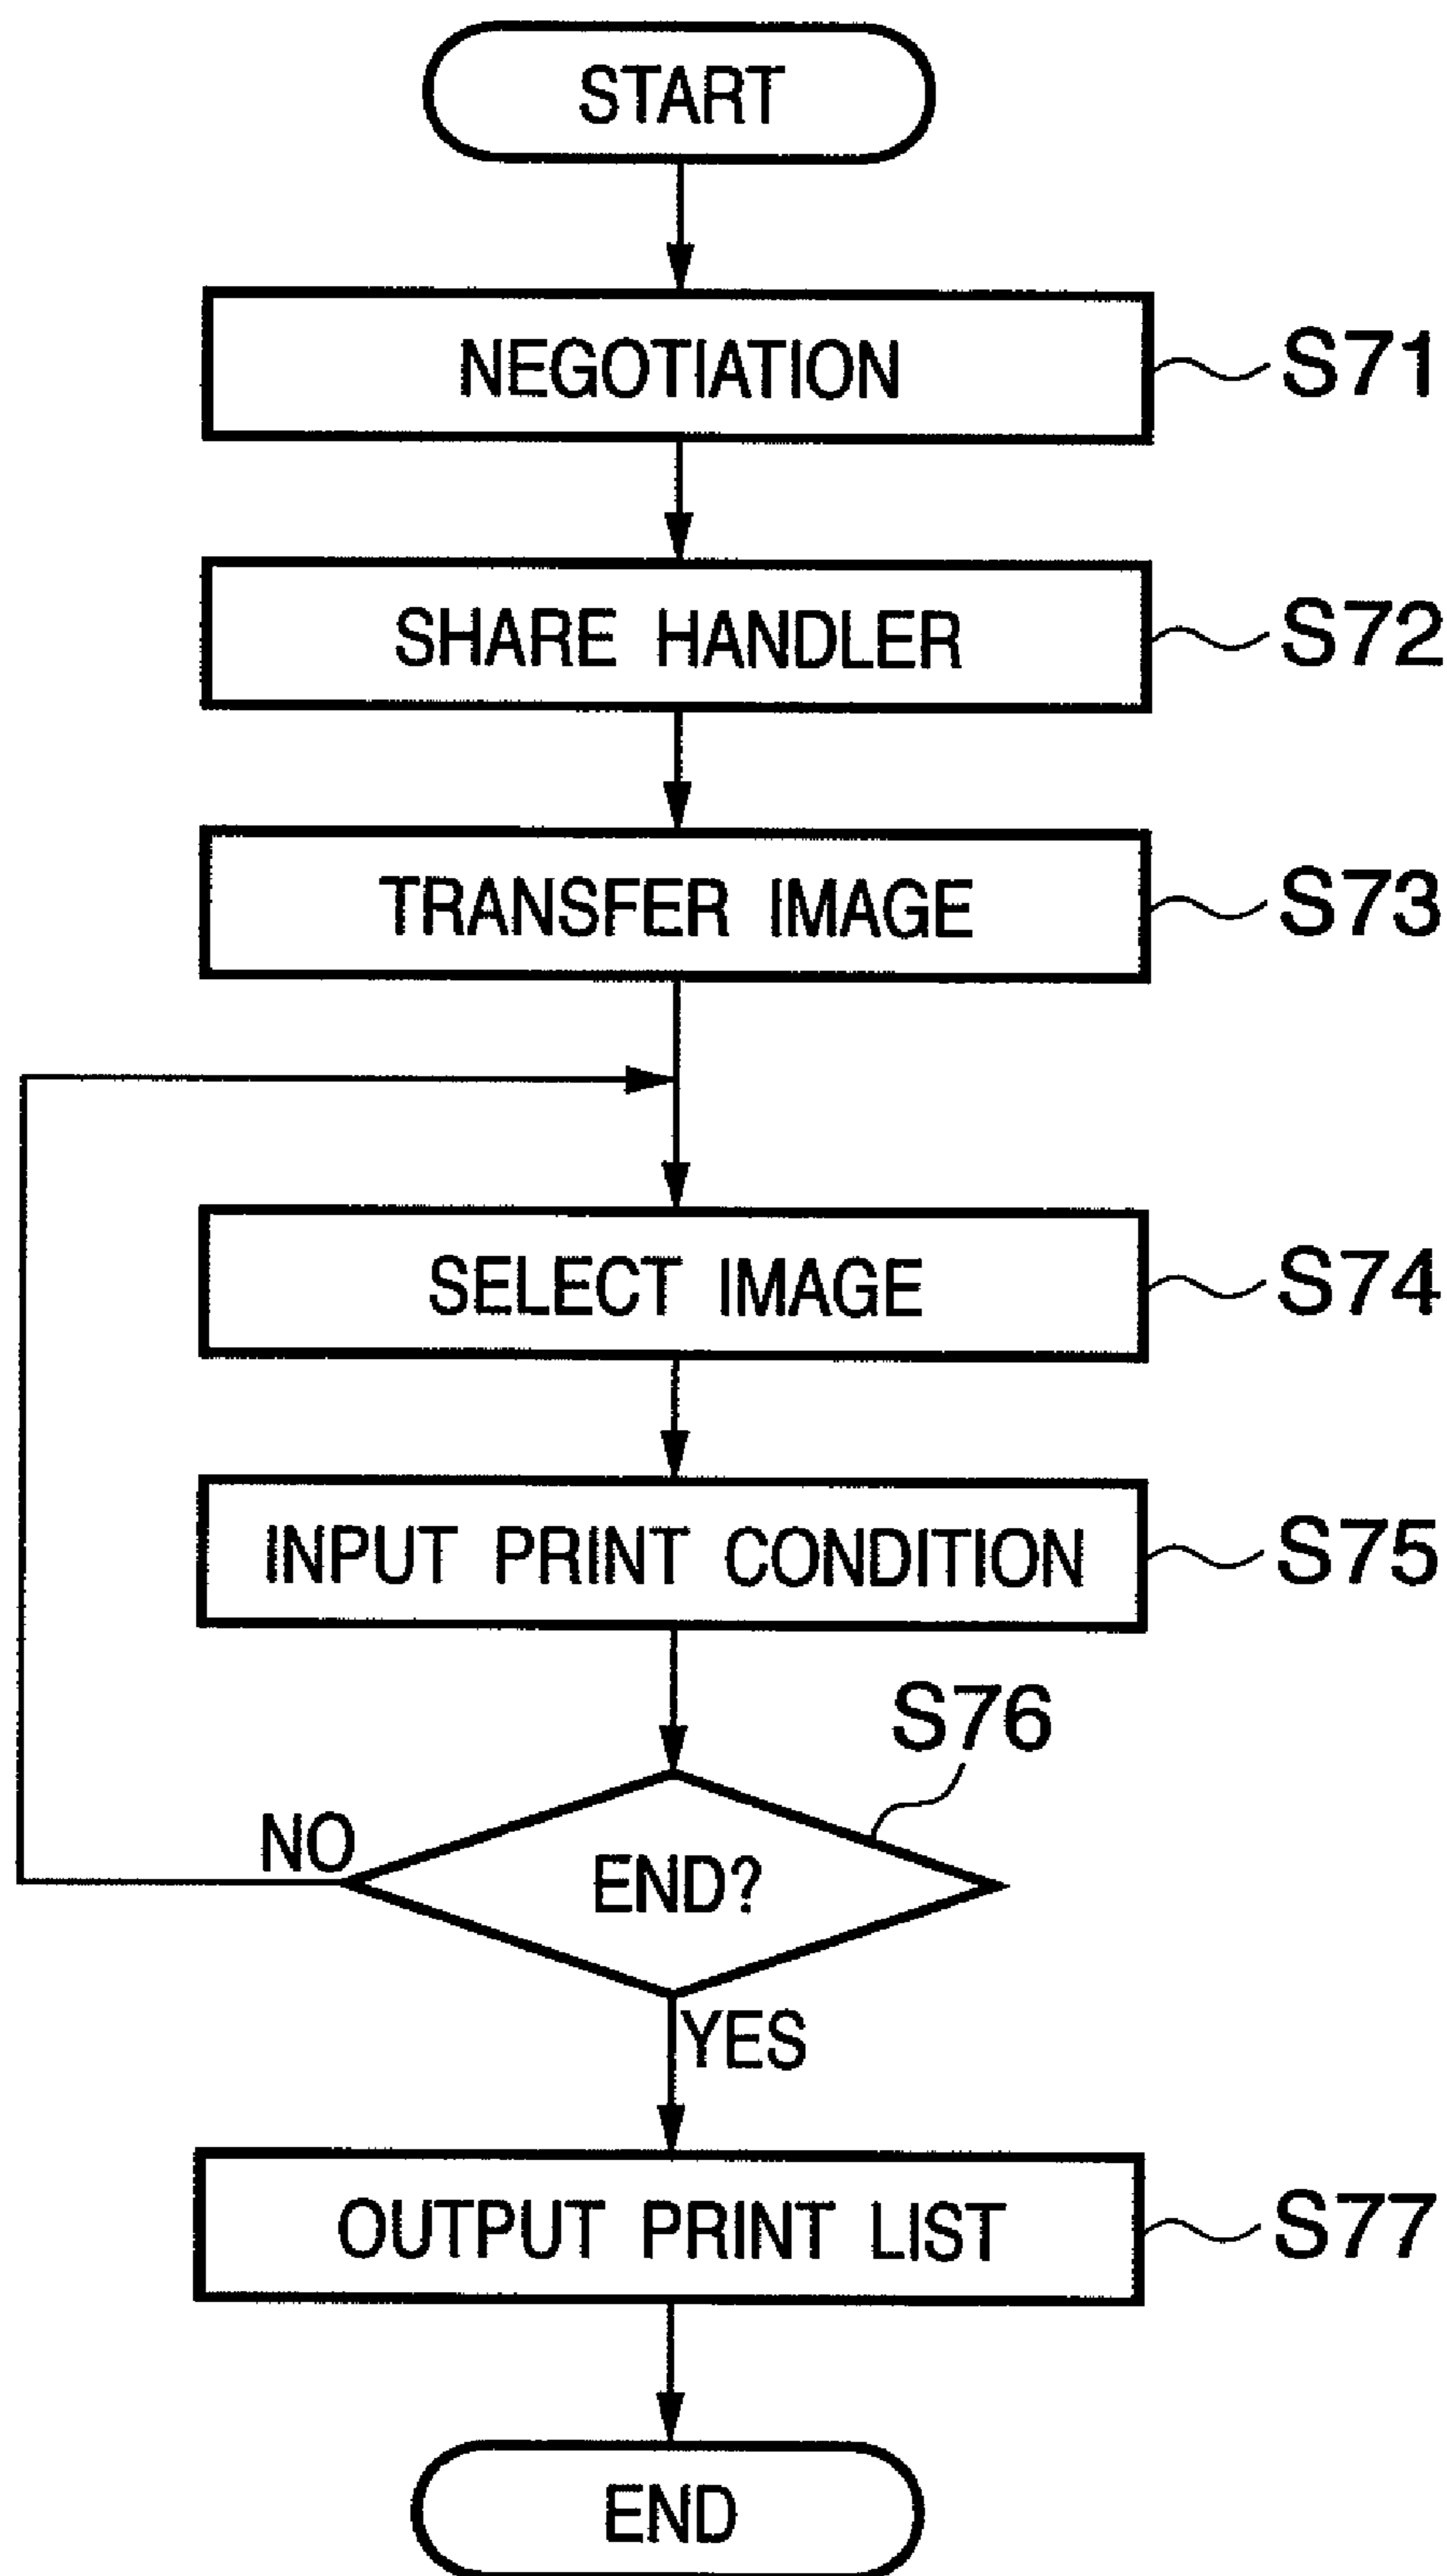 START
NEGOTIATION S71
SHARE HANDLER S72
TRANSFER IMAGE S73
SELECT IMAGE S74
INPUT PRINT CONDITION S75
S76
NO
END?
YES
OUTPUT PRINT LIST S77
END